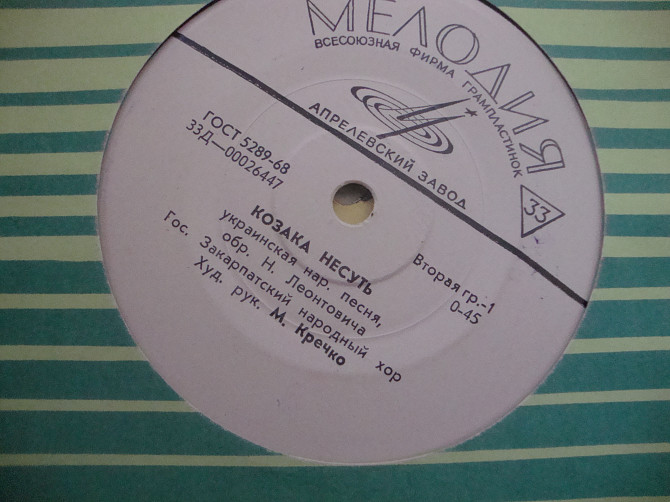 МЕЛОДИЯ
ВСЕСОЮЗНАЯ ФИРМА ГРАМПЛАСТИНОК
АПРЕЛЕВСКИЙ ЗАВОД
33
ГОСТ 5289-68
33Д—00026447
Вторая гр.-1
0-45
КОЗАКА НЕСУТЬ
украинская нар. песня,
обр. Н. Леонтовича
Гос. Закарпатский народный хор
Худ. рук. М. Кречко